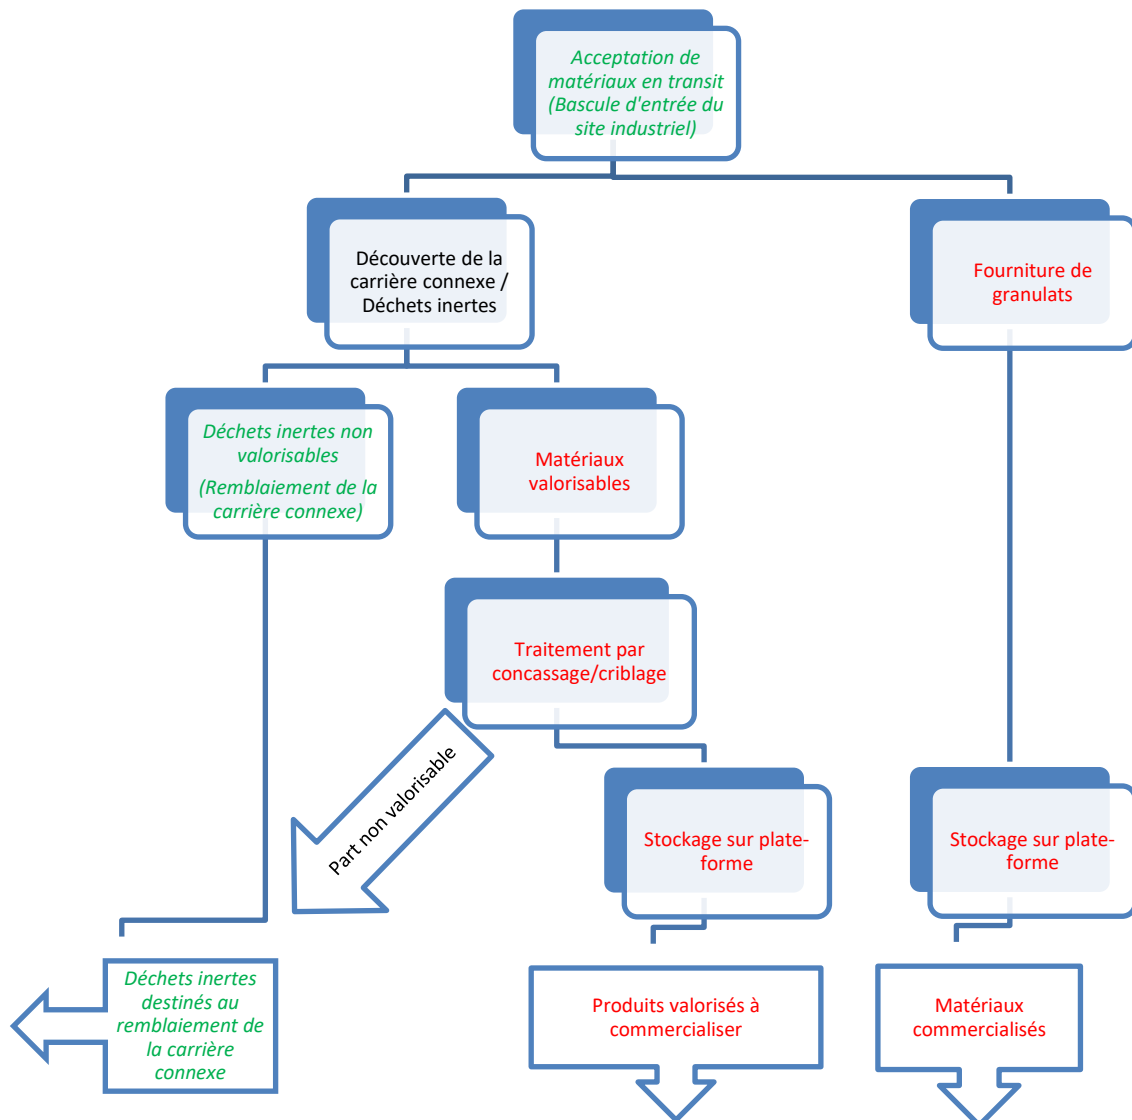 Acceptation de
matériaux en transit
(Bascule d'entrée du
site industriel)
Découverte de la
carrière connexe /
Déchets inertes
Fourniture de
granulats
Déchets inertes non
valorisables
(Remblaiement de la
carrière connexe)
Matériaux
valorisables
Traitement par
concassage/criblage
Part non valorisable
Stockage sur plate-
forme
Stockage sur plate-
forme
Déchets inertes
destinés au
remblaiement de
la carrière
connexe
Produits valorisés à
commercialiser
Matériaux
commercialisés